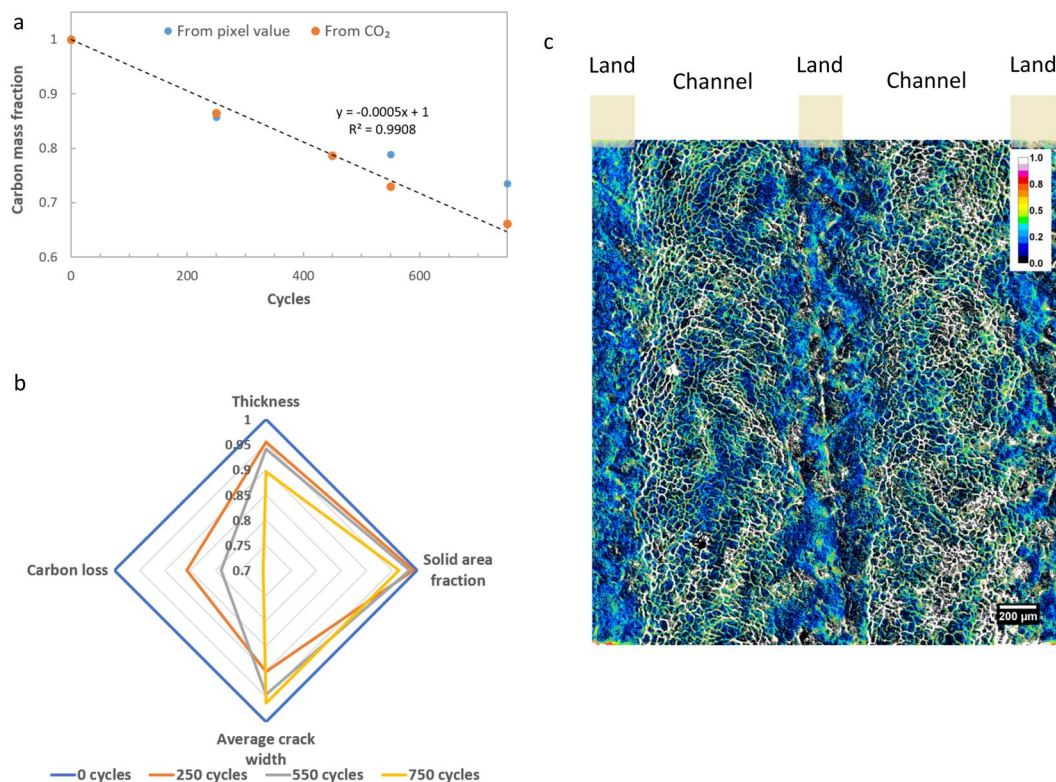 a
From pixel value
From CO₂
1
0.9
0.8
0.7
0.6
y = -0.0005x + 1
R² = 0.9908
0
200
400
600
Carbon mass fraction
Cycles
b
Thickness
1
0.95
0.9
0.85
0.8
0.75
0.7
Carbon loss
Solid area
fraction
Average crack
width
0 cycles
250 cycles
550 cycles
750 cycles
c
Land
Channel
Land
Channel
Land
1.0
0.8
0.5
0.2
0.0
200 µm